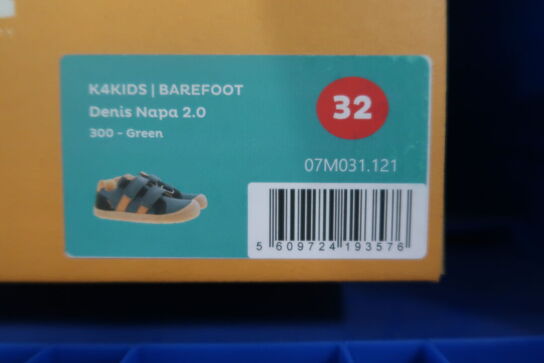 K4KIDS | BAREFOOT
Denis Napa 2.0
300 - Green
32
07M031.121
5 609724 193576